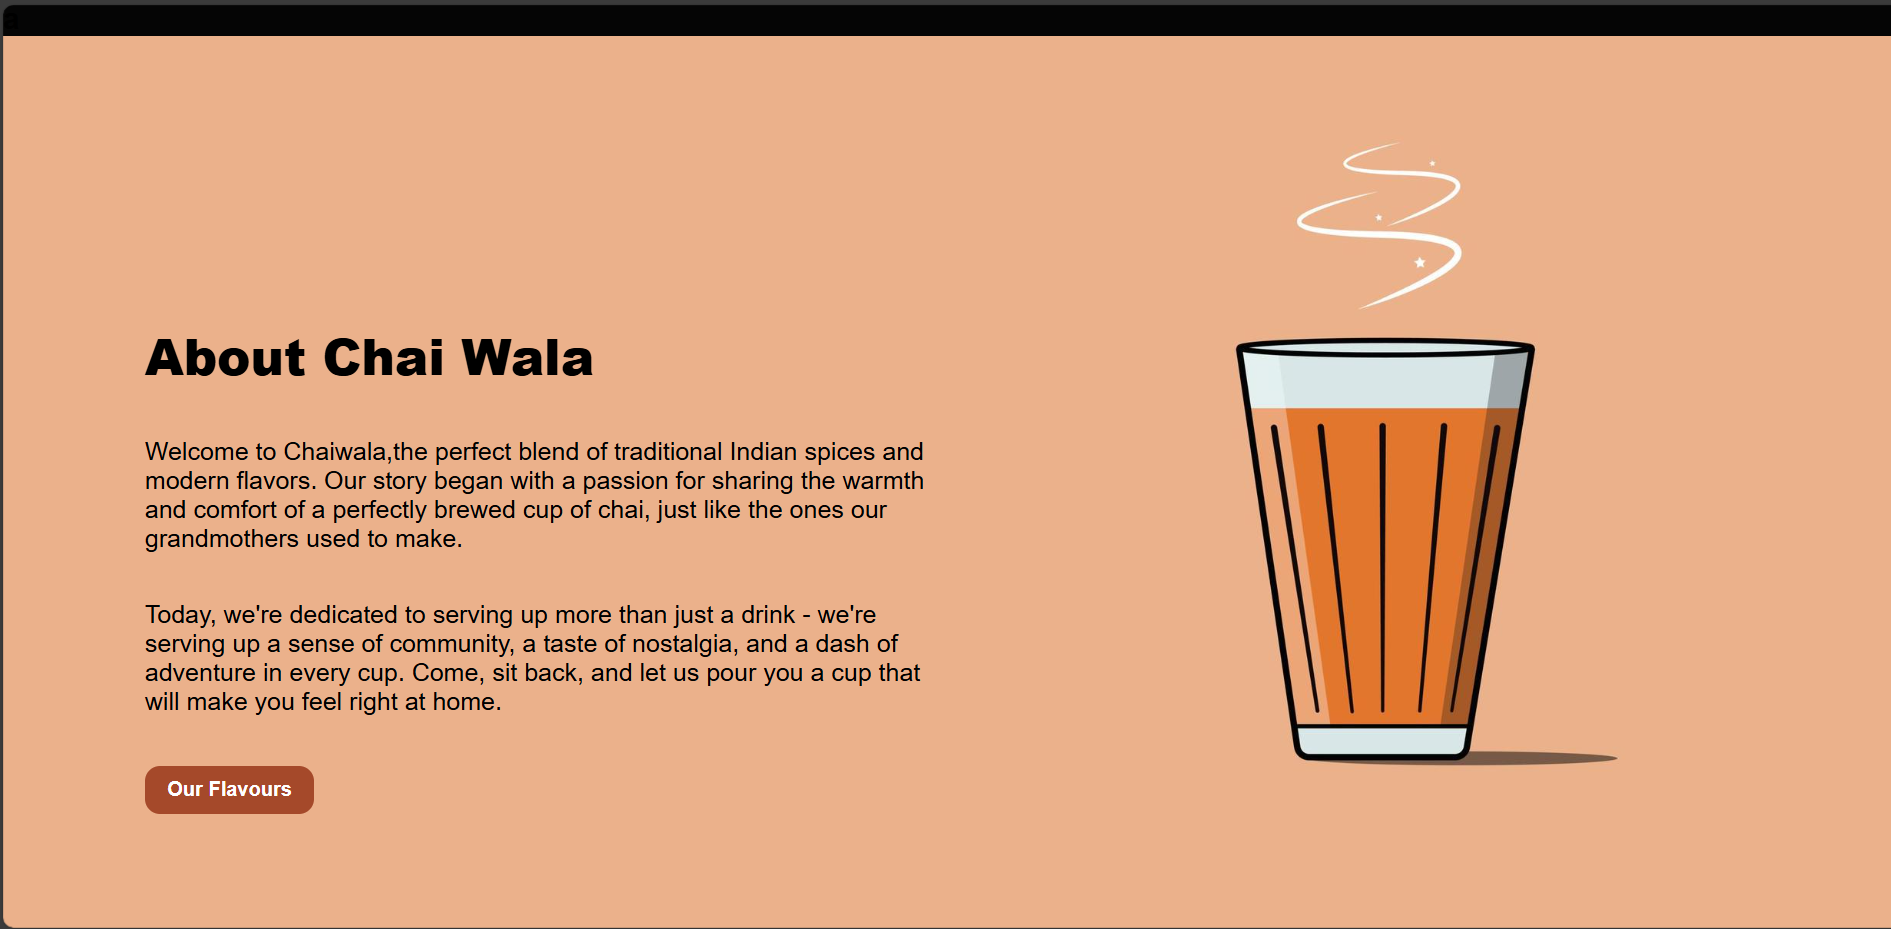 About Chai Wala
Welcome to Chaiwala,the perfect blend of traditional Indian spices and
modern flavors. Our story began with a passion for sharing the warmth
and comfort of a perfectly brewed cup of chai, just like the ones our
grandmothers used to make.
Today, we're dedicated to serving up more than just a drink - we're
serving up a sense of community, a taste of nostalgia, and a dash of
adventure in every cup. Come, sit back, and let us pour you a cup that
will make you feel right at home.
Our Flavours